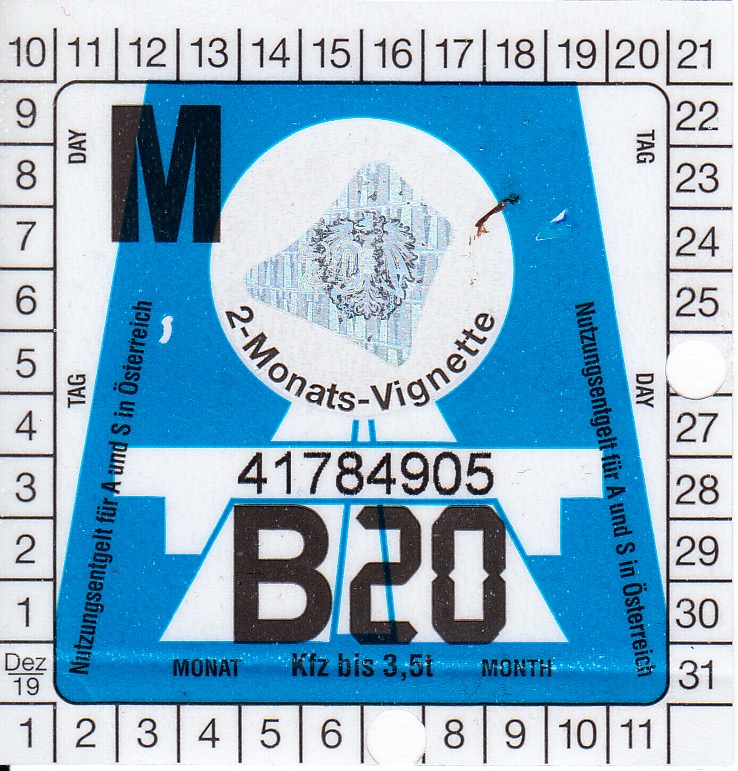 10 11 12 13 14 15 16 17 18 19 20 21
9
8
7
6
5
4
3
2
1
Dez
19
22
23
24
25
27
28
29
30
31
M
DAY
TAG
TAG
DAY
2-Monats-Vignette
Nutzungsentgelt für A und S in Österreich
Nutzungsentgelt für A und S in Österreich
41784905
B20
MONAT Kfz bis 3,5t MONTH
1 2 3 4 5 6 8 9 10 11